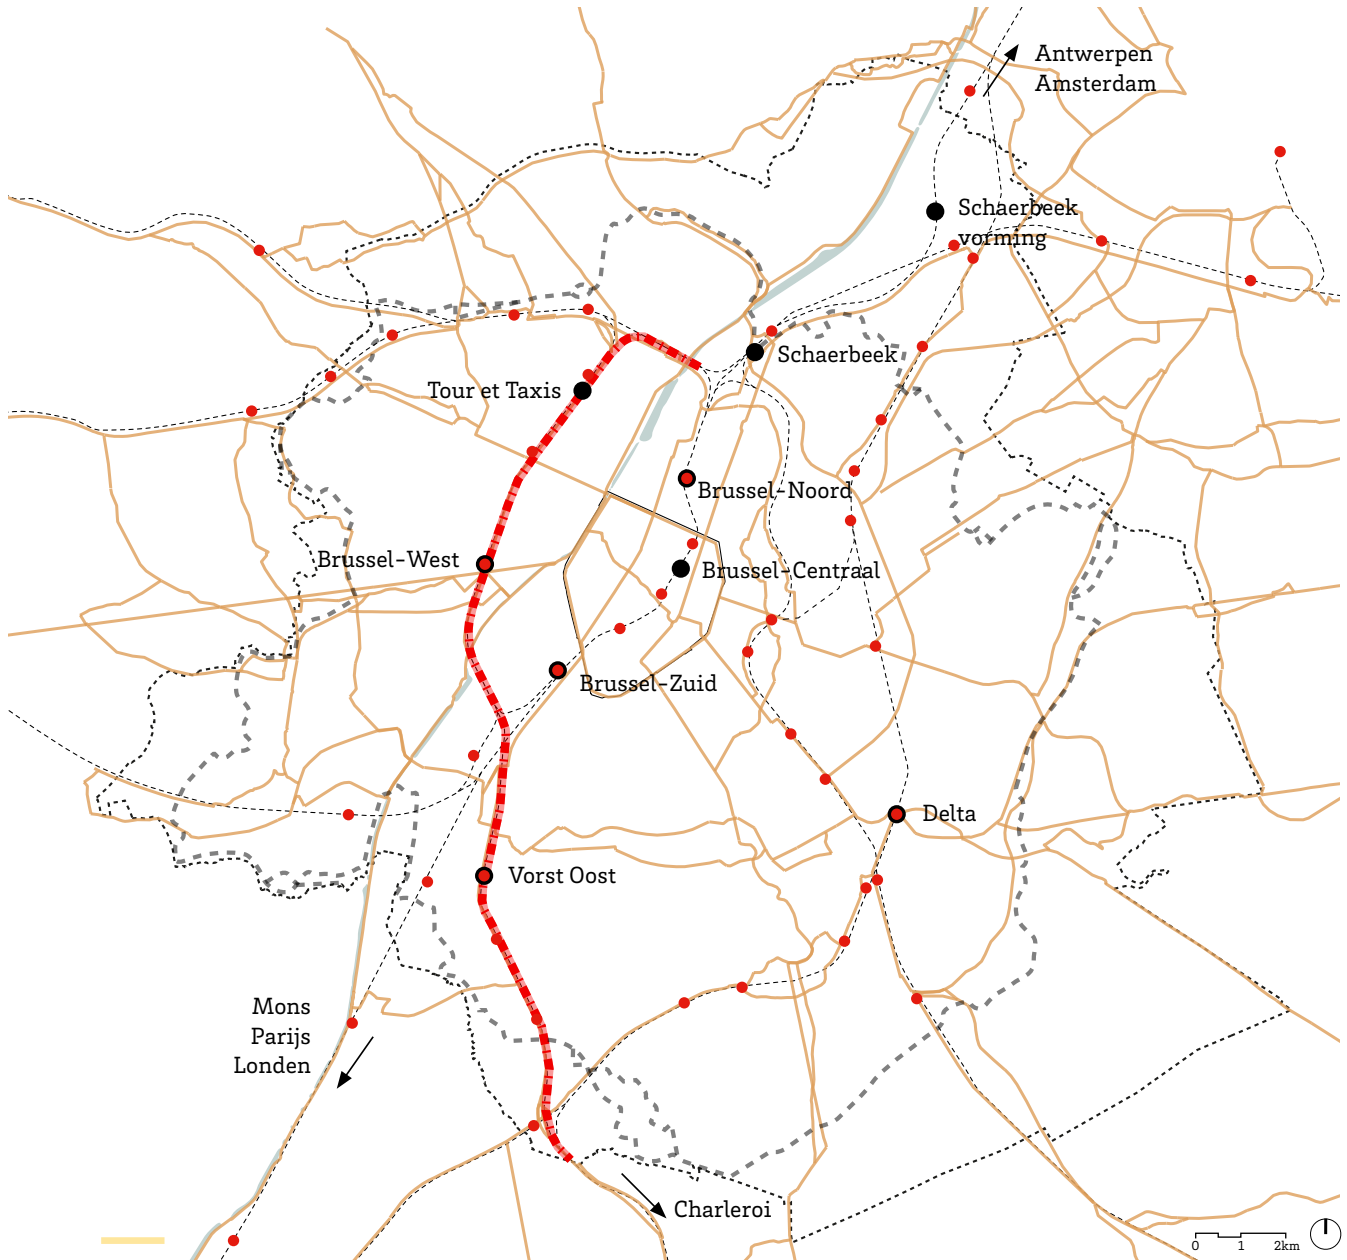 Antwerpen
Amsterdam
Schaerbeek
vorming
Schaerbeek
Tour et Taxis
Brussel-Noord
Brussel-West
Brussel-Centraal
Brussel-Zuid
Delta
Vorst Oost
Mons
Parijs
Londen
Charleroi
0 1 2km